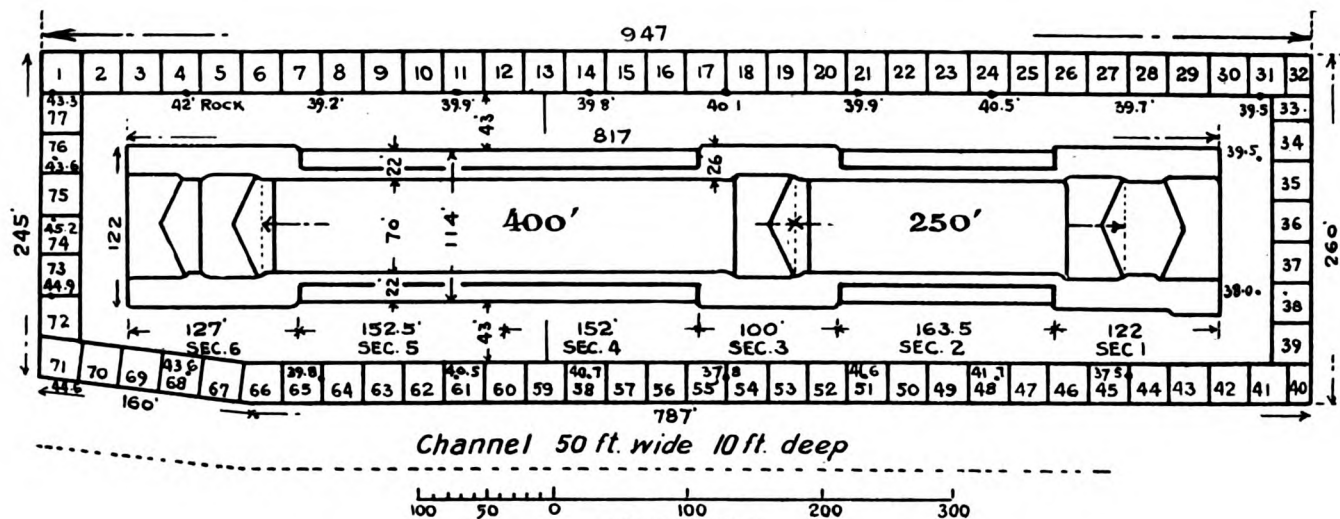 947
1 2 3 4 5 6 7 8 9 10 11 12 13 14 15 16 17 18 19 20 21 22 23 24 25 26 27 28 29 30 31 32
43.3 42' ROCK 39.2' 39.9' 39.8' 40.1 39.9' 40.5' 39.7' 39.5 33.
77 43' 817 34
76 39.5.
43.6 22' 26 35
75
245' 122 70' 114' 400' 250' 36 260'
45.2
74
73 22' 37
44.9 38.0. 38
72 43'
127' 152.5' 152' 100' 163.5 122
SEC. 6 SEC. 5 SEC. 4 SEC. 3 SEC. 2 SEC 1 39
43.6 39.8 40.5 40.7 37.8 41.6 41.7 37.5
71 70 69 68 67 66 65 64 63 62 61 60 59 58 57 56 55 54 53 52 51 50 49 48 47 46 45 44 43 42 41 40
44.6
160' 787'
Channel 50 ft. wide 10 ft. deep
100 50 0 100 200 300